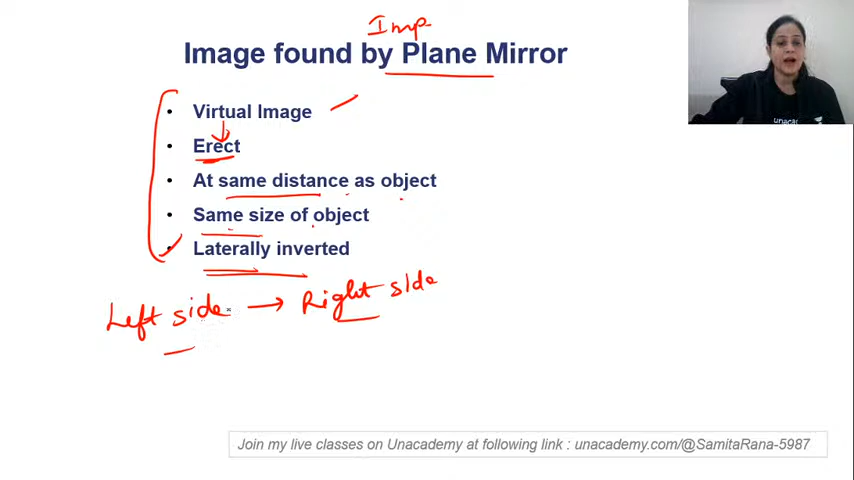 Imp
Image found by Plane Mirror
• Virtual Image
• Erect
• At same distance as object
• Same size of object
• Laterally inverted
Left side → Right side
unaca
Join my live classes on Unacademy at following link : unacademy.com/@SamitaRana-5987